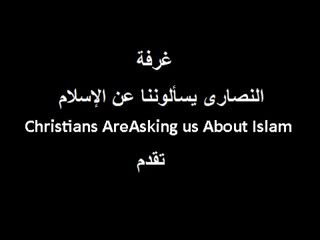 غرفة
النصارى يسألوننا عن الإسلام
Christians AreAsking us About Islam
تقدم